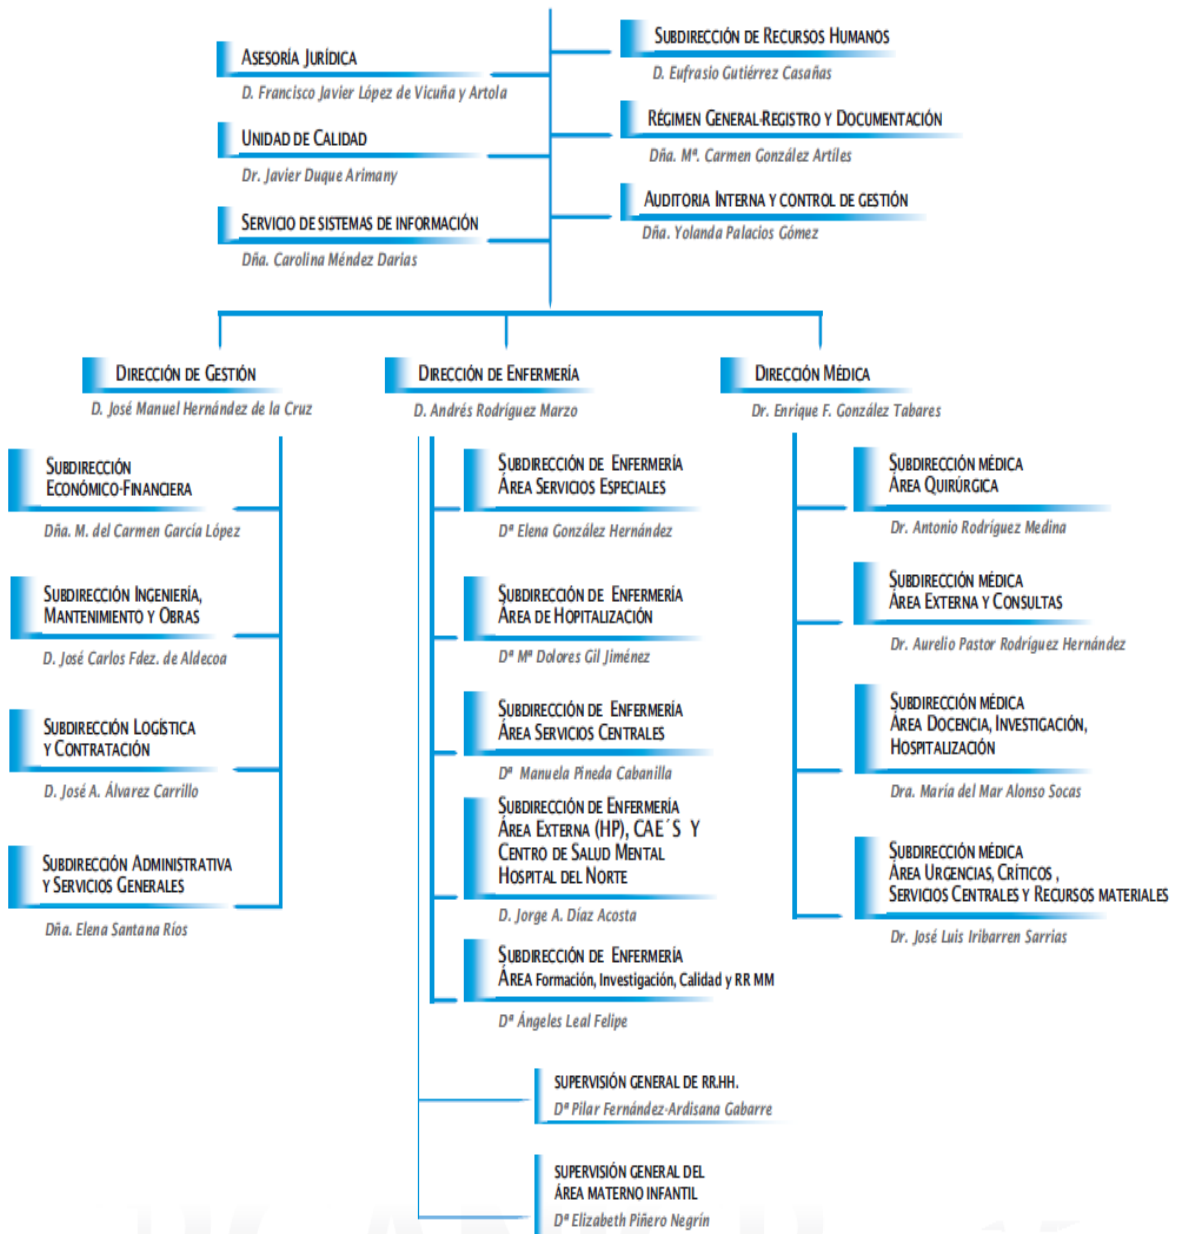 Asesoría Jurídica
D. Francisco Javier López de Vicuña y Artola
Unidad de Calidad
Dr. Javier Duque Arimany
Servicio de sistemas de información
Dña. Carolina Méndez Darias
Subdirección de Recursos Humanos
D. Eufrasio Gutiérrez Casañas
Régimen General-Registro y Documentación
Dña. Mª. Carmen González Artíles
Auditoria Interna y control de gestión
Dña. Yolanda Palacios Gómez
Dirección de Gestión
D. José Manuel Hernández de la Cruz
Subdirección
Económico-Financiera
Dña. M. del Carmen García López
Subdirección Ingeniería,
Mantenimiento y Obras
D. José Carlos Fdez. de Aldecoa
Subdirección Logística
y Contratación
D. José A. Álvarez Carrillo
Subdirección Administrativa
y Servicios Generales
Dña. Elena Santana Ríos
Dirección de Enfermería
D. Andrés Rodríguez Marzo
Subdirección de Enfermería
Área Servicios Especiales
Dª Elena González Hernández
Subdirección de Enfermería
Área de Hopitalización
Dª Mª Dolores Gil Jiménez
Subdirección de Enfermería
Área Servicios Centrales
Dª Manuela Pineda Cabanilla
Subdirección de Enfermería
Área Externa (HP), CAE´S Y
Centro de Salud Mental
Hospital del Norte
D. Jorge A. Díaz Acosta
Subdirección de Enfermería
Área Formación, Investigación, Calidad y RR MM
Dª Ángeles Leal Felipe
SUPERVISIÓN GENERAL DE RR.HH.
Dª Pilar Fernández-Ardisana Gabarre
SUPERVISIÓN GENERAL DEL
ÁREA MATERNO INFANTIL
Dª Elizabeth Piñero Negrín
Dirección Médica
Dr. Enrique F. González Tabares
Subdirección médica
Área Quirúrgica
Dr. Antonio Rodríguez Medina
Subdirección médica
Área Externa y Consultas
Dr. Aurelio Pastor Rodríguez Hernández
Subdirección médica
Área Docencia, Investigación,
Hospitalización
Dra. María del Mar Alonso Socas
Subdirección médica
Área Urgencias, Críticos ,
Servicios Centrales y Recursos materiales
Dr. José Luis Iribarren Sarrias